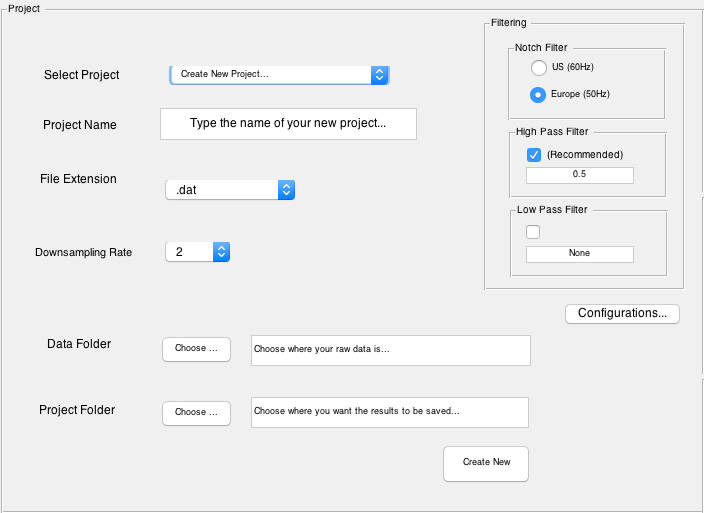 Project
Select Project
Create New Project...
Project Name
Type the name of your new project...
File Extension
.dat
Downsampling Rate
2
Filtering
Notch Filter
US (60Hz)
Europe (50Hz)
High Pass Filter
(Recommended)
0.5
Low Pass Filter
None
Configurations...
Data Folder
Choose ...
Choose where your raw data is...
Project Folder
Choose ...
Choose where you want the results to be saved...
Create New